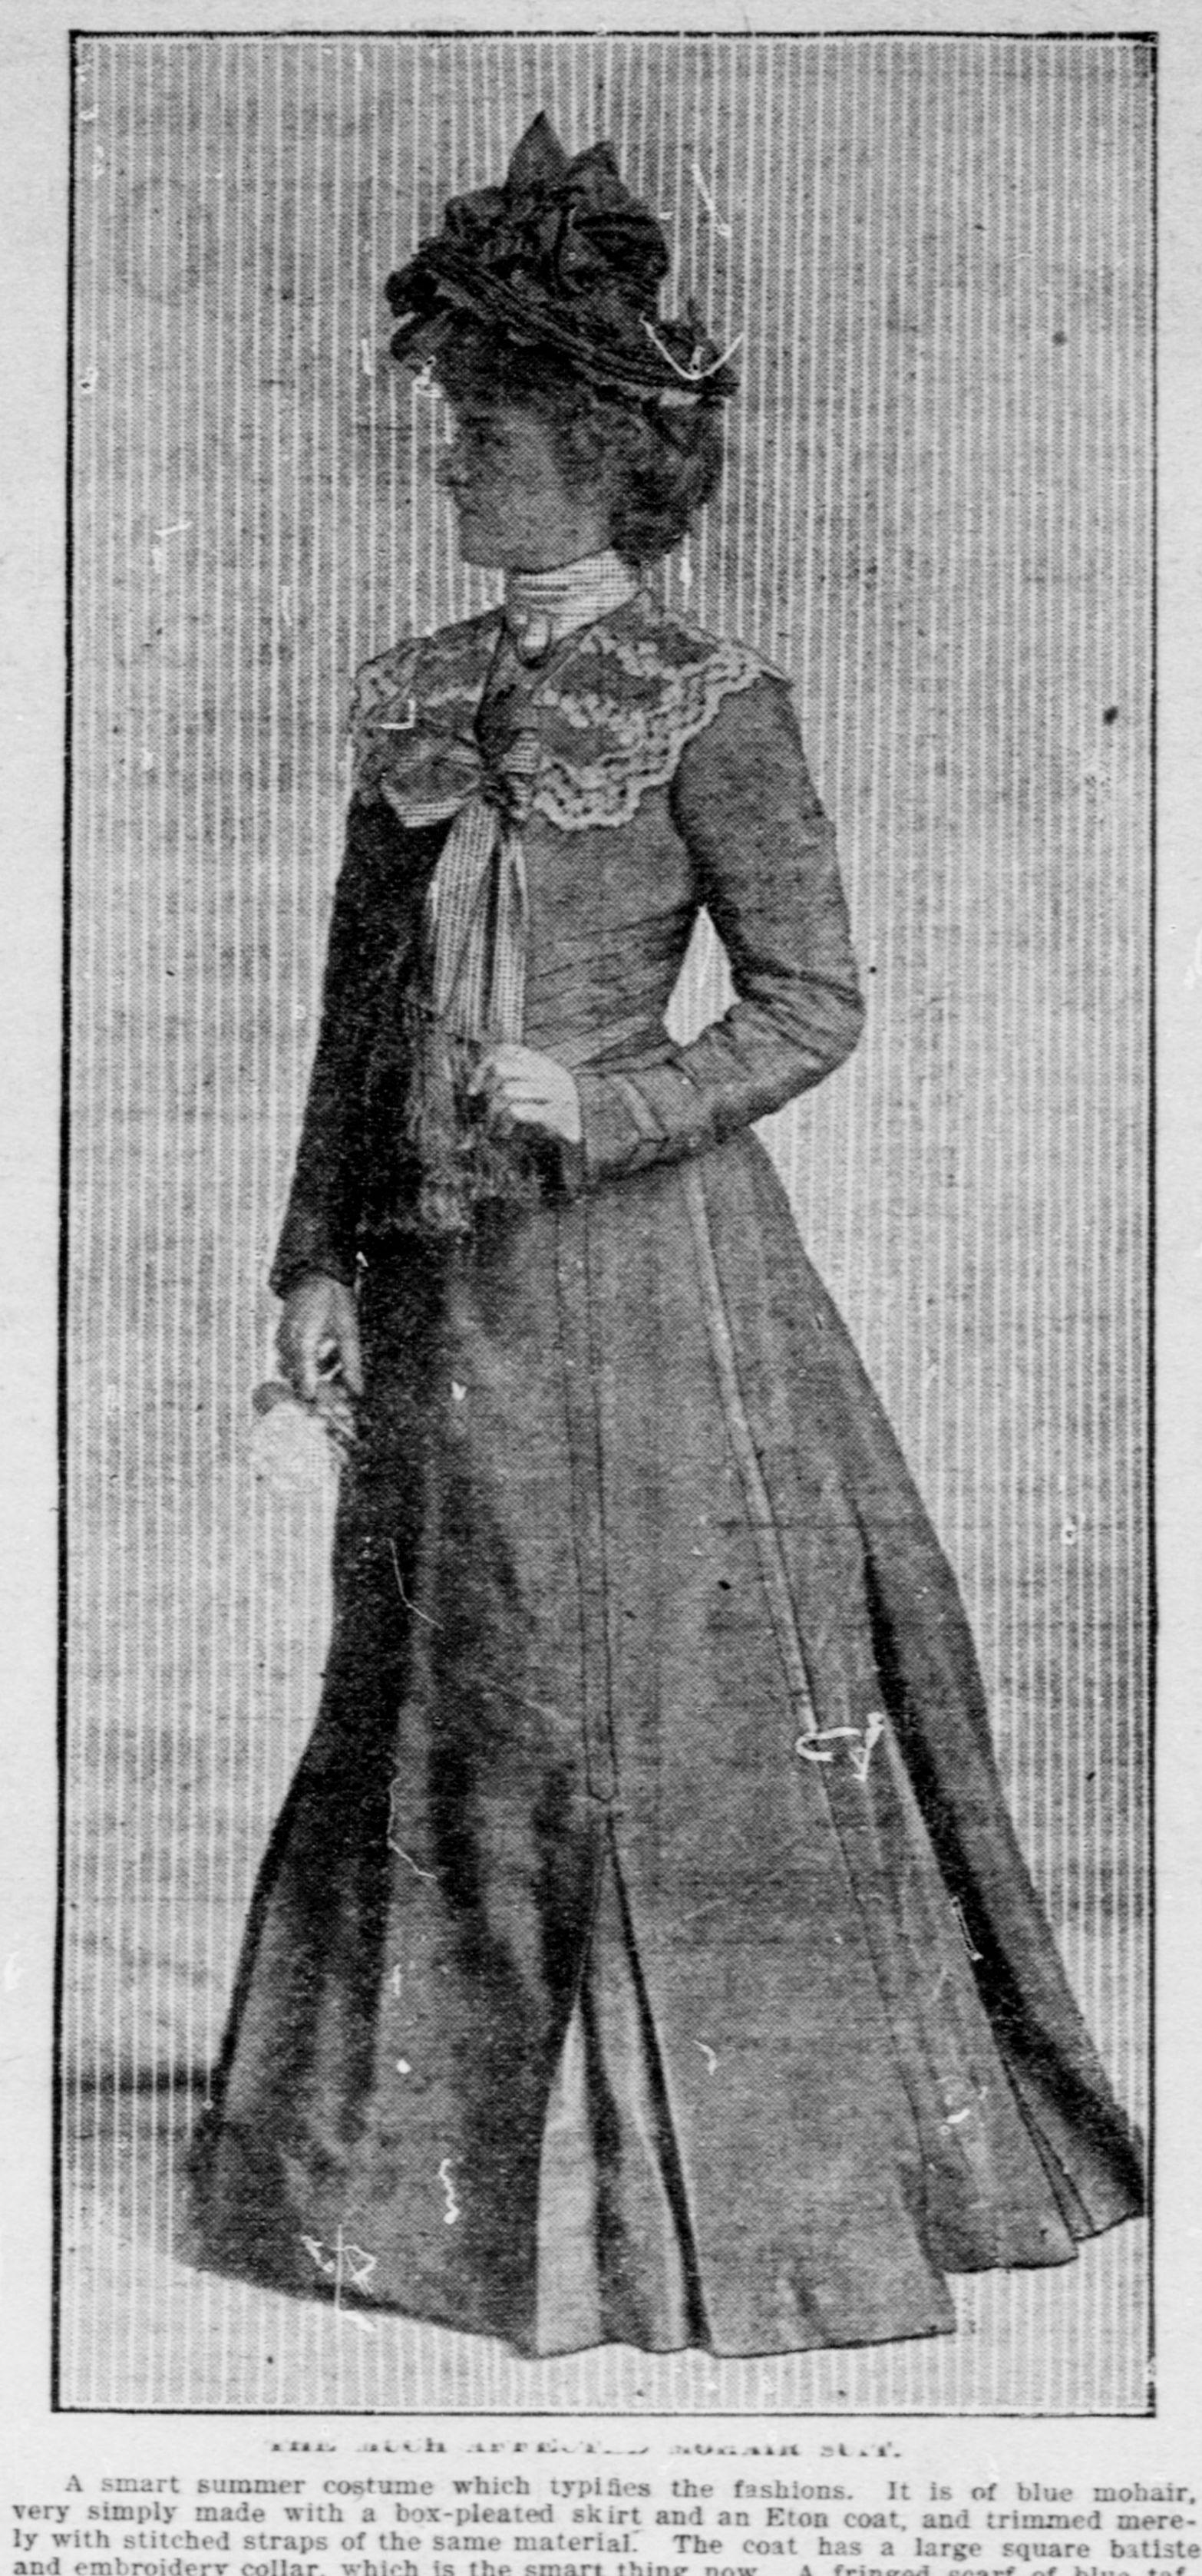 THE MUCH AFFECTED MOHAIR SUIT.
A smart summer costume which typifies the fashions. It is of blue mohair,
very simply made with a box-pleated skirt and an Eton coat, and trimmed mere-
ly with stitched straps of the same material. The coat has a large square batiste
and embroidery collar, which is the smart thing now. A fringed scarf of blue